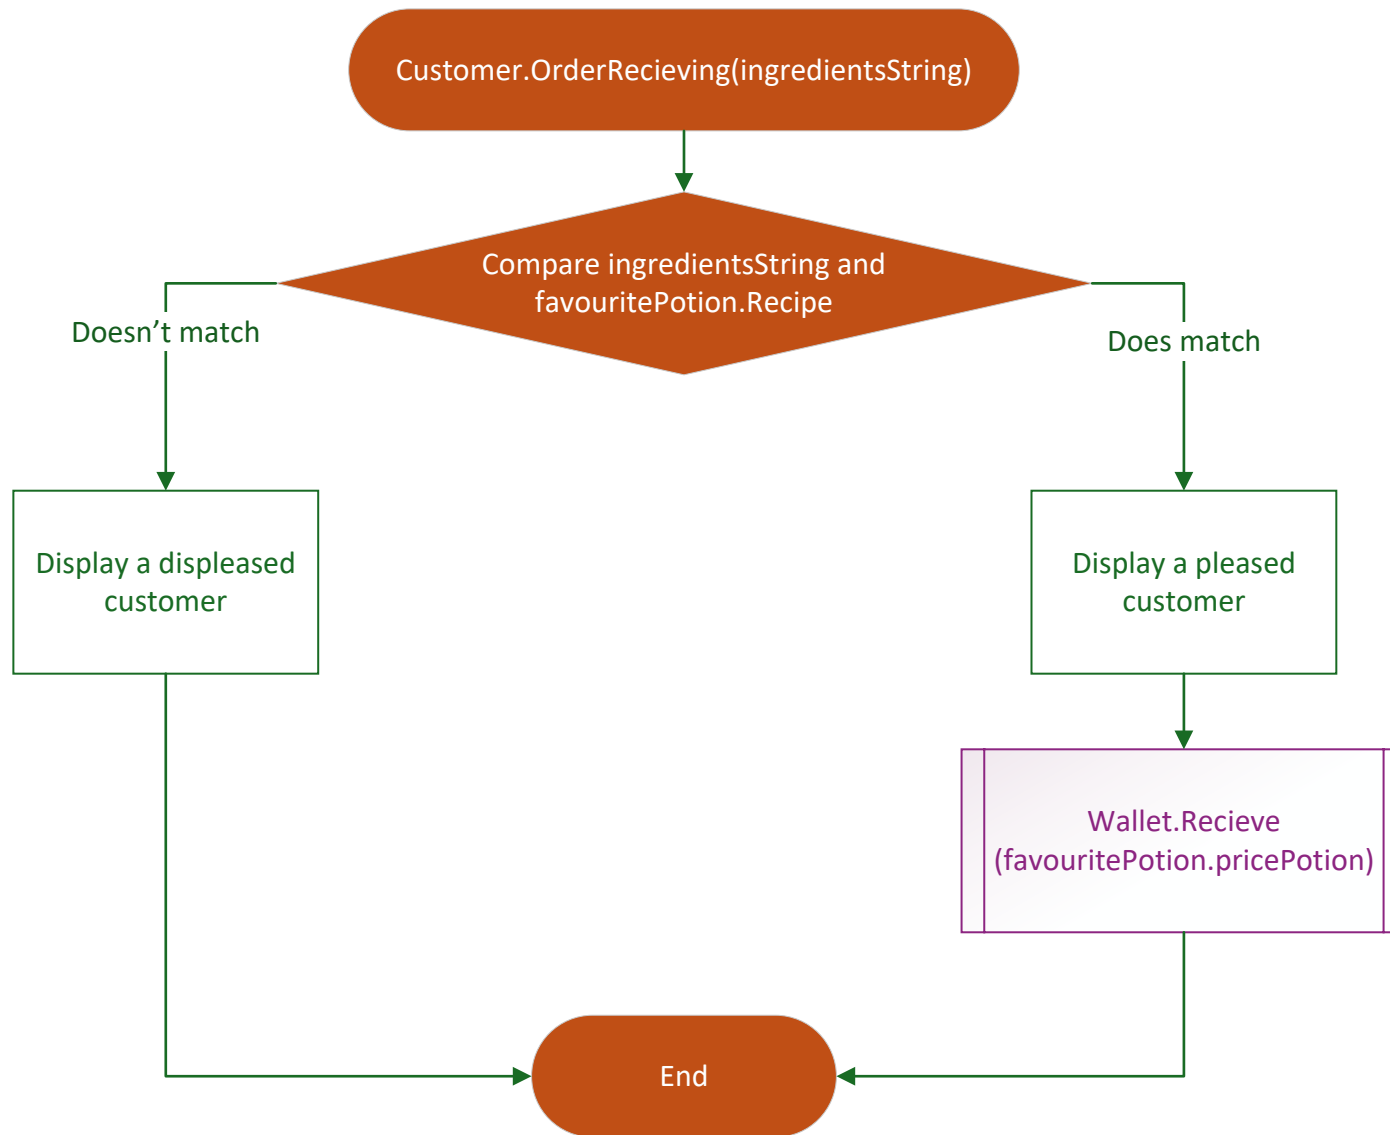 Customer.OrderRecieving(ingredientsString)
Compare ingredientsString and
favouritePotion.Recipe
Doesn’t match
Does match
Display a displeased
customer
Display a pleased
customer
Wallet.Recieve
(favouritePotion.pricePotion)
End